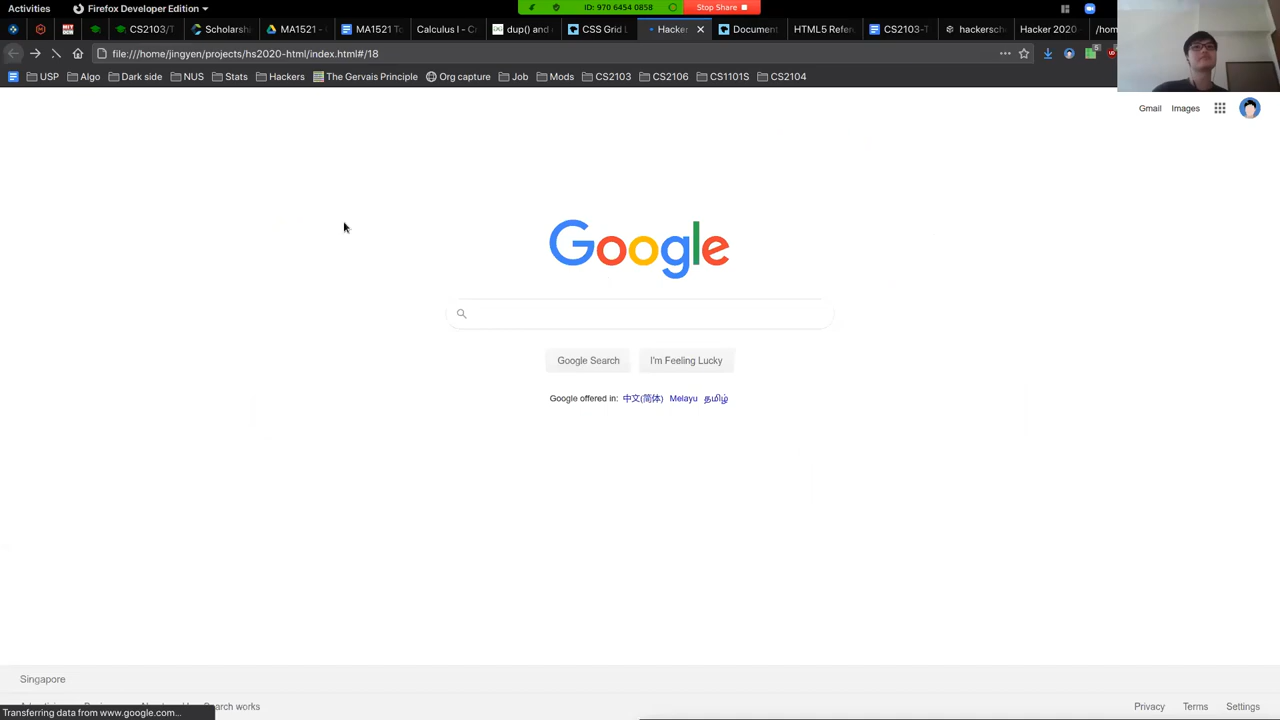 Activities Firefox Developer Edition ID: 970 6454 0858 Stop Share
CS2103/T Scholarsh MA1521 - MA1521 To Calculus I - C dup() and CSS Grid L Hacker Document HTML5 Refer CS2103-T hackersch Hacker 2020 /hom
file:///home/jingyen/projects/hs2020-html/index.html#/18
USP Algo Dark side NUS Stats Hackers The Gervais Principle Org capture Job Mods CS2103 CS2106 CS1101S CS2104
Gmail Images
Google
Google Search I'm Feeling Lucky
Google offered in: 中文(简体) Melayu தமிழ்
Singapore
Search works Privacy Terms Settings
Transferring data from www.google.com...